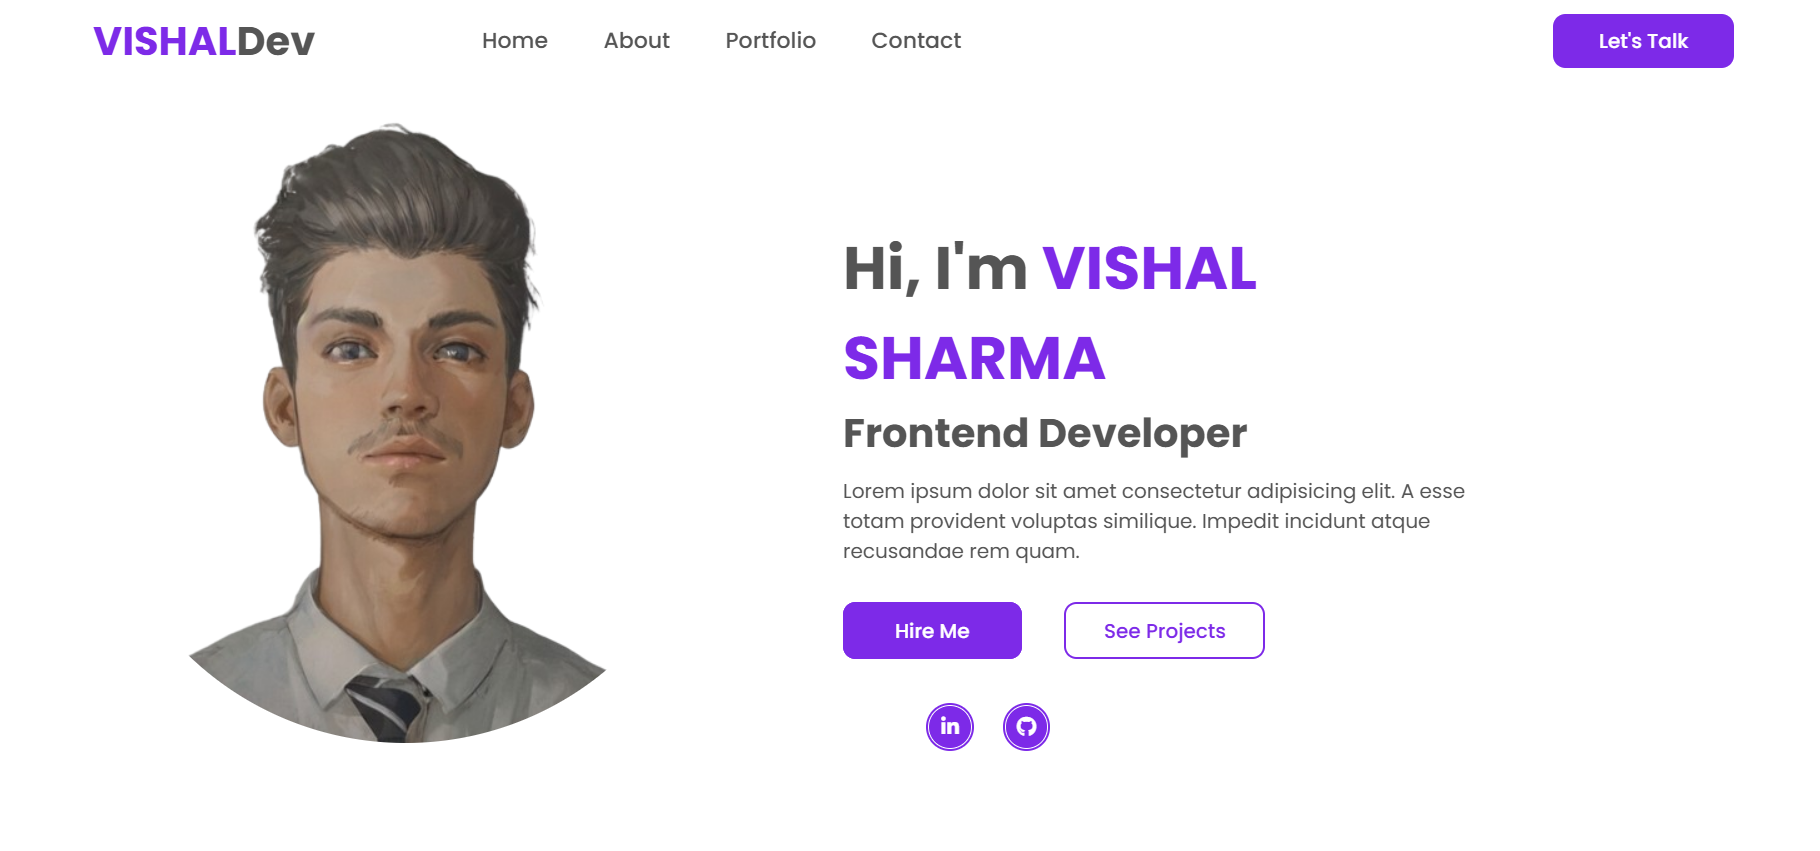 VISHALDev
Home About Portfolio Contact
Let's Talk
Hi, I'm VISHAL
SHARMA
Frontend Developer
Lorem ipsum dolor sit amet consectetur adipisicing elit. A esse
totam provident voluptas similique. Impedit incidunt atque
recusandae rem quam.
Hire Me
See Projects
in